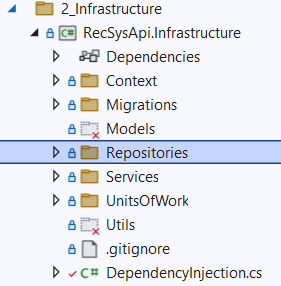 2_Infrastructure
RecSysApi.Infrastructure
Dependencies
Context
Migrations
Models
Repositories
Services
UnitsOfWork
Utils
.gitignore
C# DependencyInjection.cs